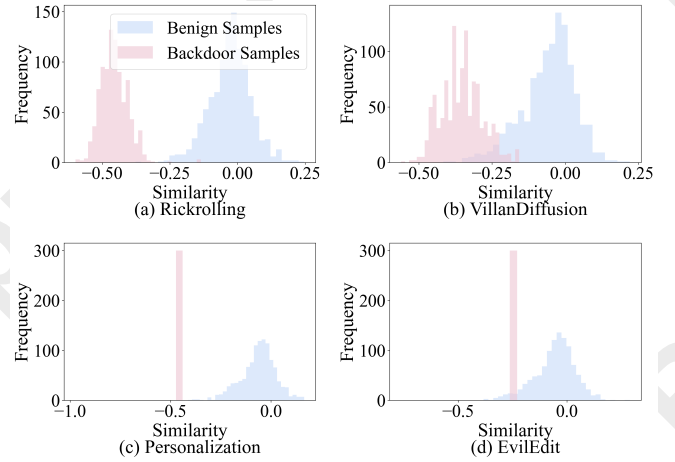 150
100
50
0
Frequency
Benign Samples
Backdoor Samples
−0.50 −0.25 0.00 0.25
Similarity
(a) Rickrolling
100
50
0
Frequency
−0.50 −0.25 0.00 0.25
Similarity
(b) VillanDiffusion
300
200
100
0
Frequency
−1.0 −0.5 0.0
Similarity
(c) Personalization
300
200
100
0
Frequency
−0.5 0.0
Similarity
(d) EvilEdit